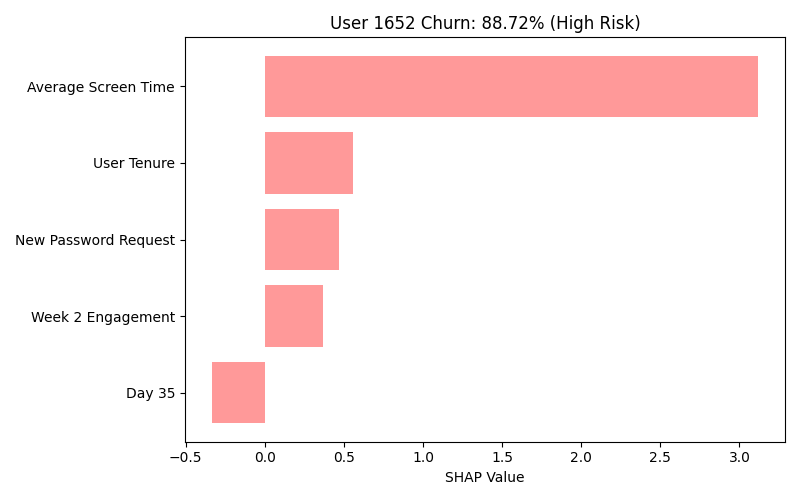 User 1652 Churn: 88.72% (High Risk)
Average Screen Time
User Tenure
New Password Request
Week 2 Engagement
Day 35
−0.5 0.0 0.5 1.0 1.5 2.0 2.5 3.0
SHAP Value